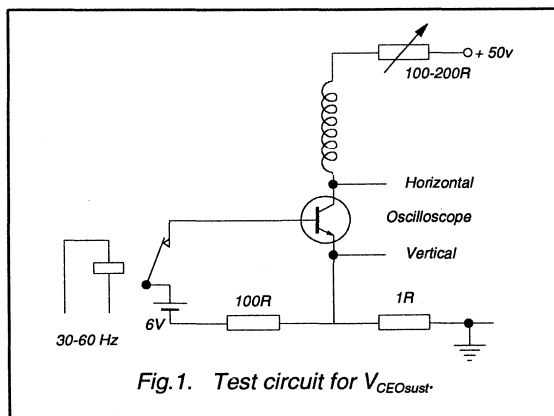 + 50v
100-200R
Horizontal
Oscilloscope
Vertical
100R
1R
6V
30-60 Hz
Fig.1. Test circuit for VCEOsust.